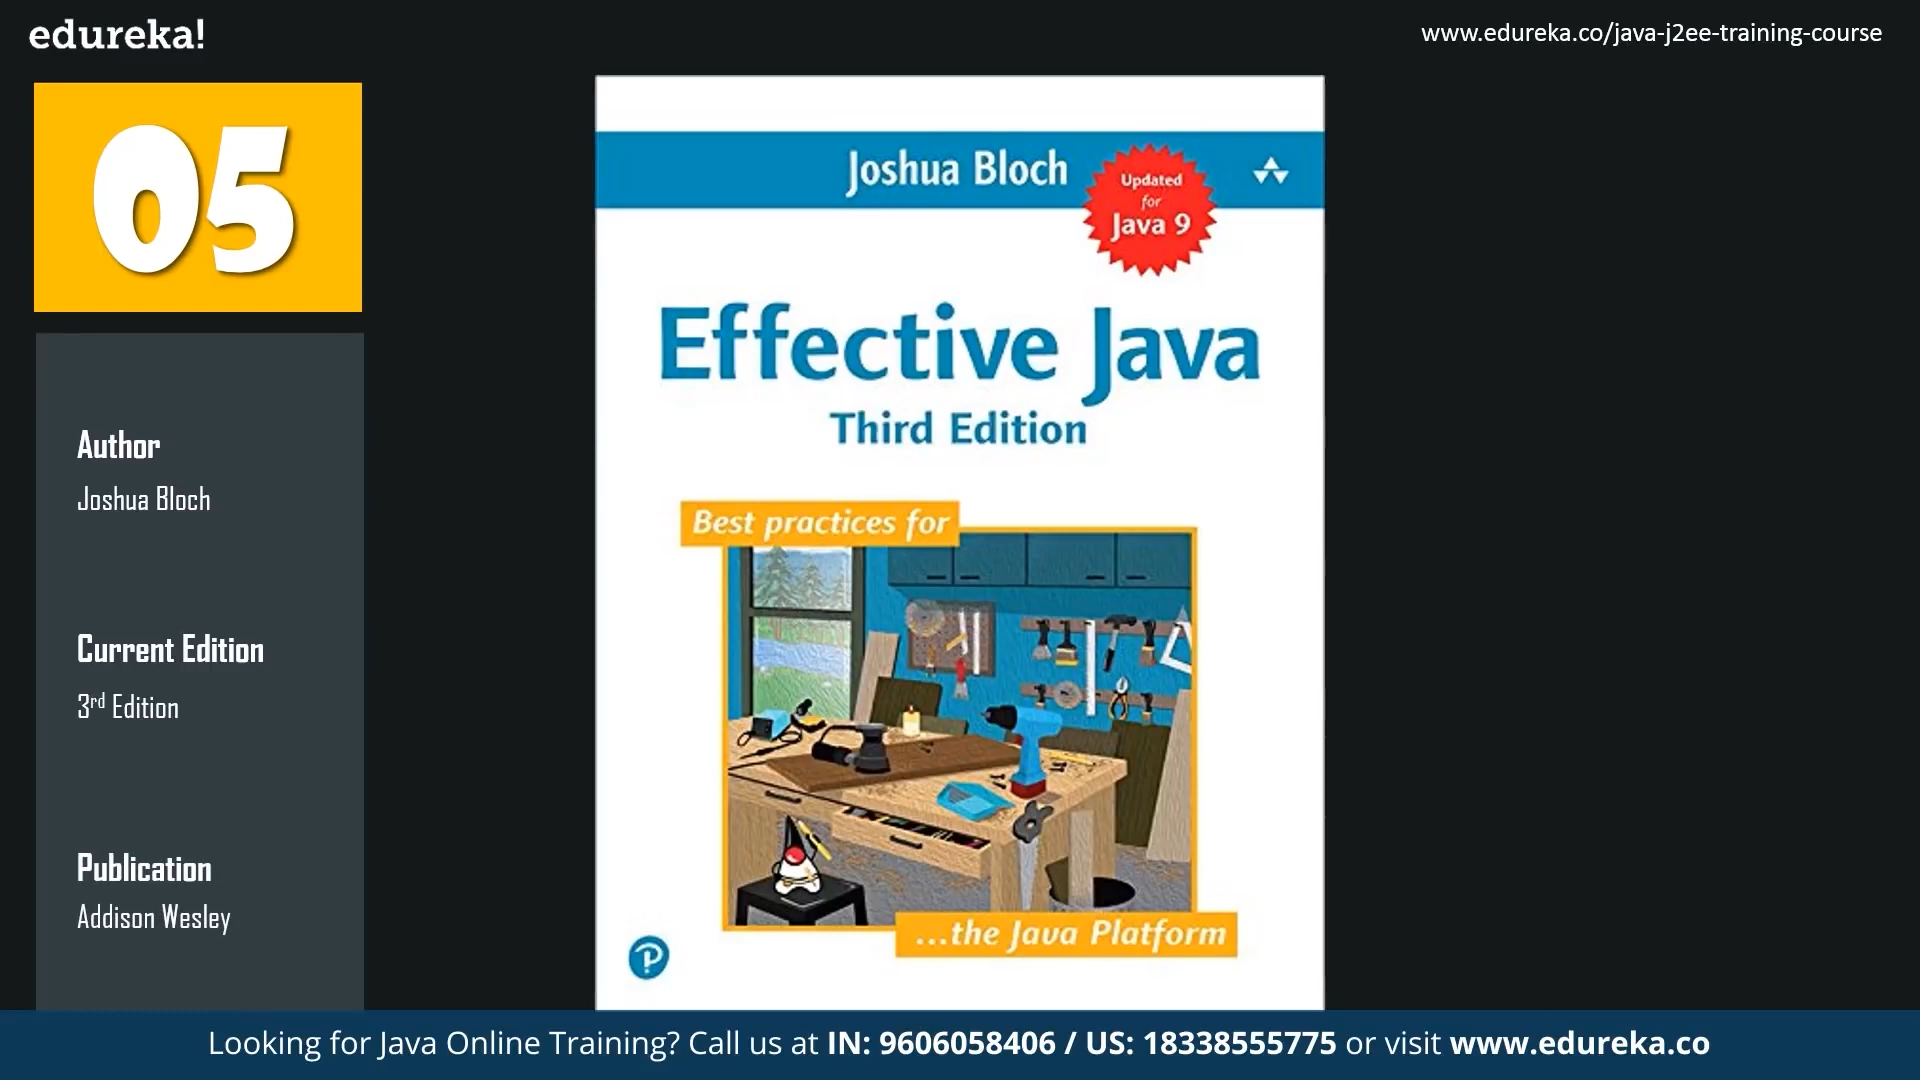 edureka!
www.edureka.co/java-j2ee-training-course
05
Author
Joshua Bloch
Current Edition
3rd Edition
Publication
Addison Wesley
Joshua Bloch
Updated
for
Java 9
Effective Java
Third Edition
Best practices for
...the Java Platform
P
Looking for Java Online Training? Call us at IN: 9606058406 / US: 18338555775 or visit www.edureka.co